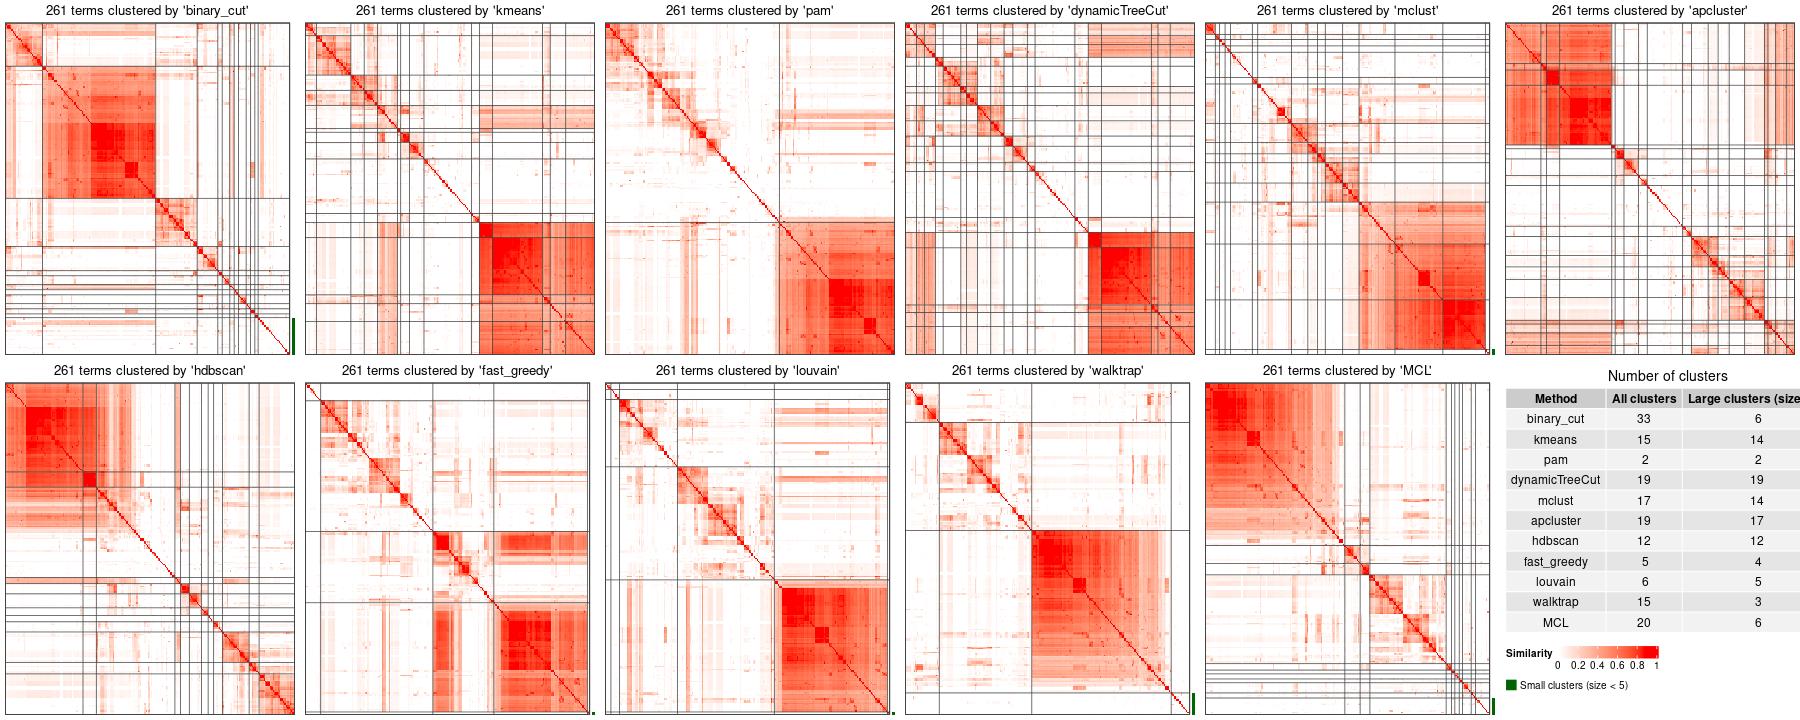 261 terms clustered by 'binary_cut'
261 terms clustered by 'kmeans'
261 terms clustered by 'pam'
261 terms clustered by 'dynamicTreeCut'
261 terms clustered by 'mclust'
261 terms clustered by 'apcluster'
261 terms clustered by 'hdbscan'
261 terms clustered by 'fast_greedy'
261 terms clustered by 'louvain'
261 terms clustered by 'walktrap'
261 terms clustered by 'MCL'
Number of clusters
Method All clusters Large clusters (size
binary_cut 33 6
kmeans 15 14
pam 2 2
dynamicTreeCut 19 19
mclust 17 14
apcluster 19 17
hdbscan 12 12
fast_greedy 5 4
louvain 6 5
walktrap 15 3
MCL 20 6
Similarity
0 0.2 0.4 0.6 0.8 1
Small clusters (size < 5)